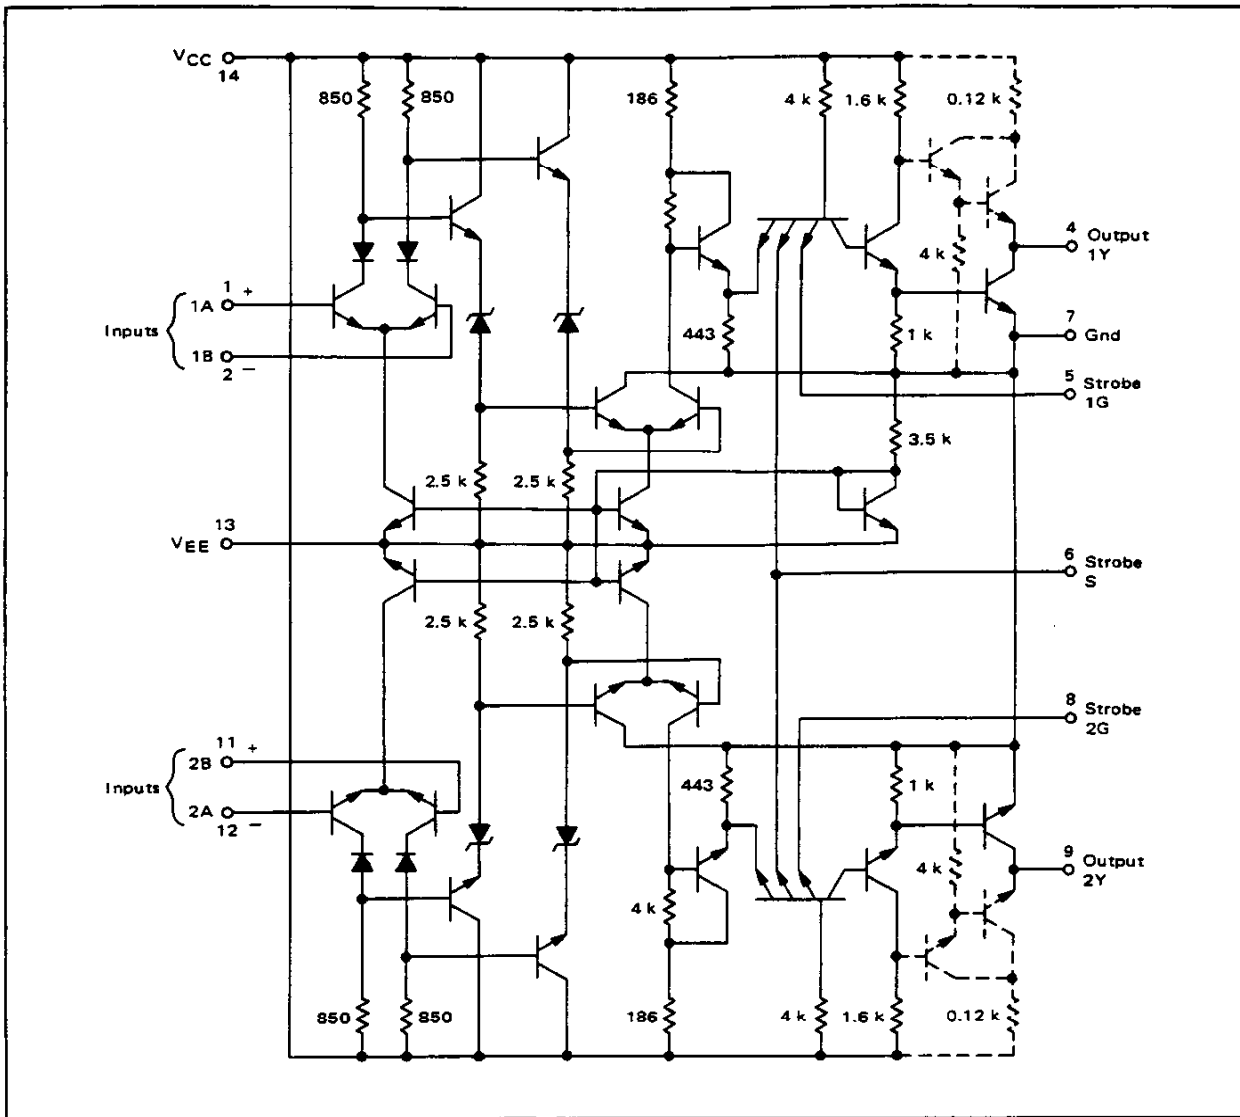 VCC
14
850
850
186
4 k
1.6 k
0.12 k
4
Output
1Y
4 k
1 +
1A
Inputs
1B
2 −
443
1 k
7
Gnd
5
Strobe
1G
3.5 k
2.5 k
2.5 k
13
VEE
6
Strobe
S
2.5 k
2.5 k
8
Strobe
2G
11 +
2B
Inputs
2A
12 −
443
1 k
4 k
9
Output
2Y
4 k
850
850
186
4 k
1.6 k
0.12 k